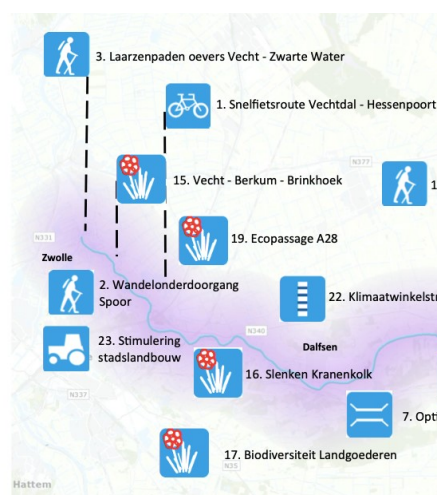 3. Laarzenpaden oevers Vecht - Zwarte Water
1. Snelfietsroute Vechtdal - Hessenpoort
N377
15. Vecht - Berkum - Brinkhoek
1
19. Ecopassage A28
N331
Zwolle
2. Wandelonderdoorgang
Spoor
22. Klimaatwinkelstr
N340
23. Stimulering
stadslandbouw
Dalfsen
16. Slenken Kranenkolk
N337
7. Opti
17. Biodiversiteit Landgoederen
N35
Hattem